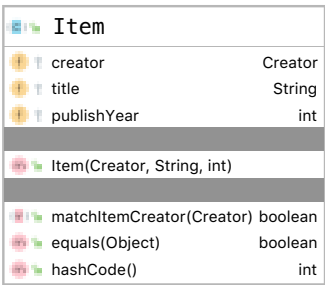 Item
creator Creator
title String
publishYear int
Item(Creator, String, int)
matchItemCreator(Creator) boolean
equals(Object) boolean
hashCode() int